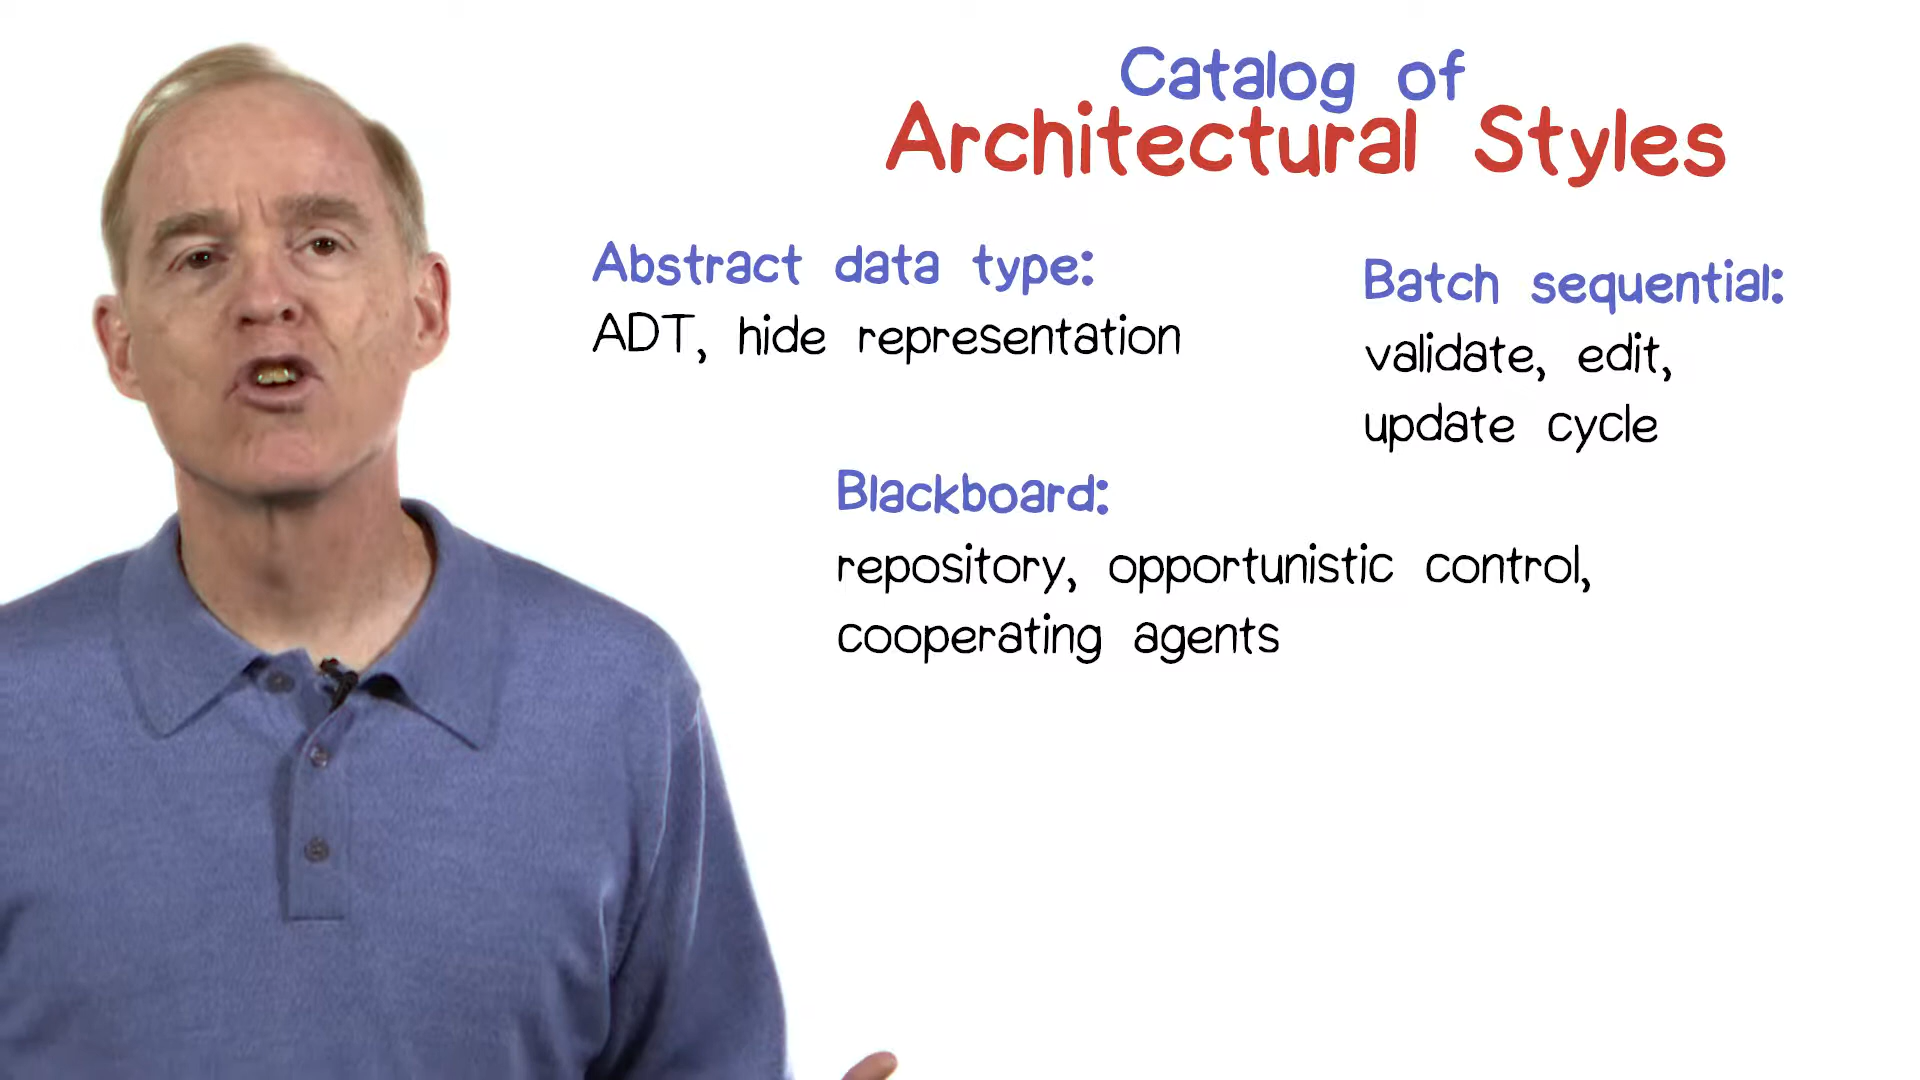 Catalog of
Architectural Styles
Abstract data type:
ADT, hide representation
Batch sequential:
validate, edit,
update cycle
Blackboard:
repository, opportunistic control,
cooperating agents